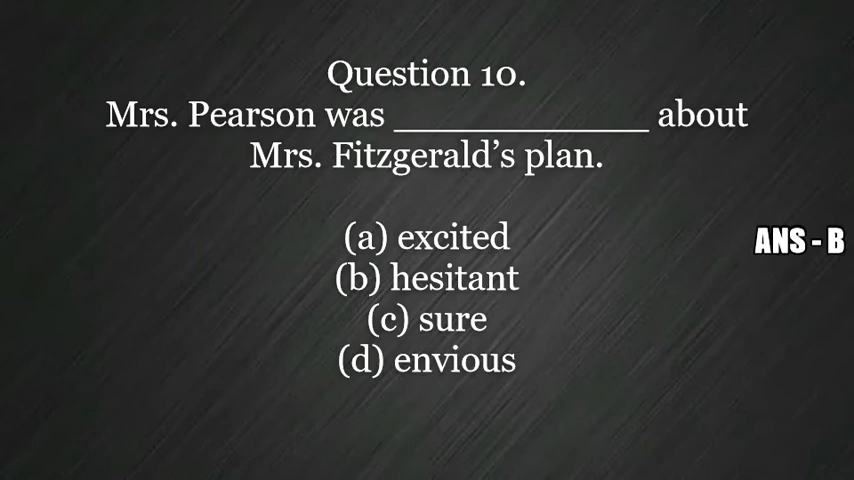 Question 10.
Mrs. Pearson was ____________ about
Mrs. Fitzgerald’s plan.
(a) excited
(b) hesitant
(c) sure
(d) envious
ANS - B